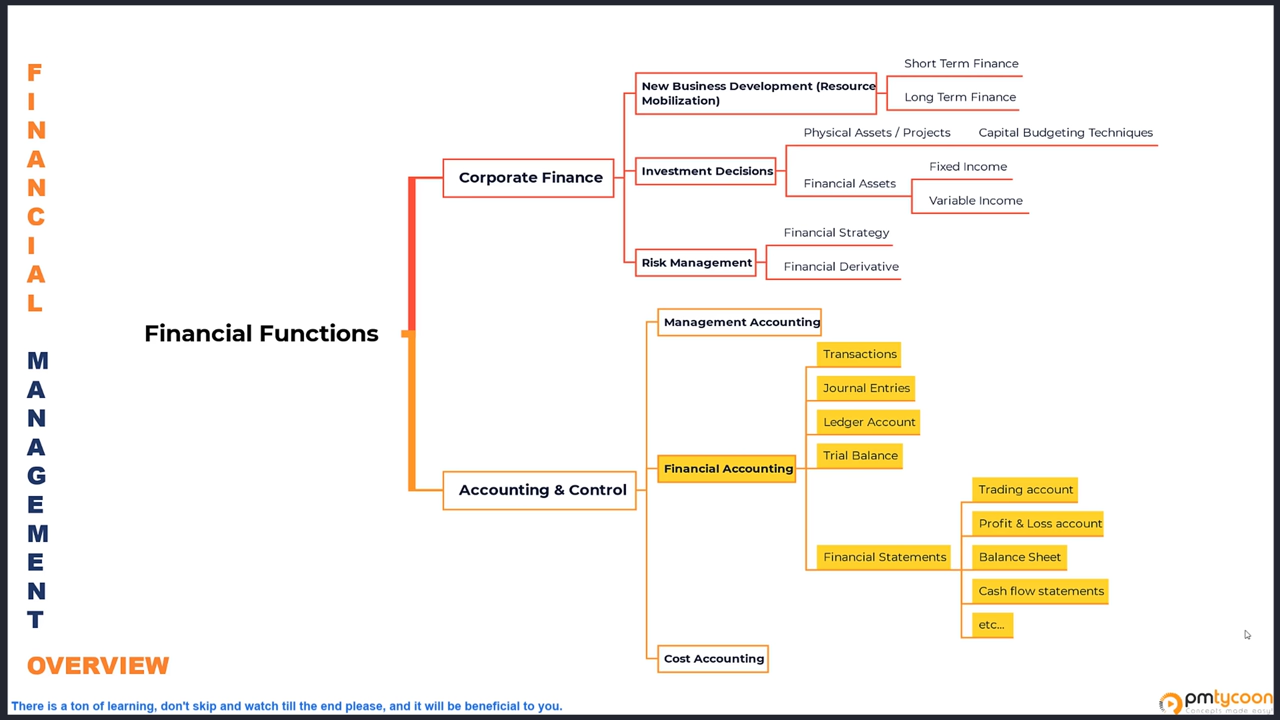 FINANCIAL
MANAGEMENT
OVERVIEW
Financial Functions
Corporate Finance
New Business Development (Resource
Mobilization)
Short Term Finance
Long Term Finance
Investment Decisions
Physical Assets / Projects
Capital Budgeting Techniques
Financial Assets
Fixed Income
Variable Income
Risk Management
Financial Strategy
Financial Derivative
Accounting & Control
Management Accounting
Financial Accounting
Transactions
Journal Entries
Ledger Account
Trial Balance
Financial Statements
Trading account
Profit & Loss account
Balance Sheet
Cash flow statements
etc...
Cost Accounting
There is a ton of learning, don't skip and watch till the end please, and it will be beneficial to you.
pmtycoon
Concepts made easy!